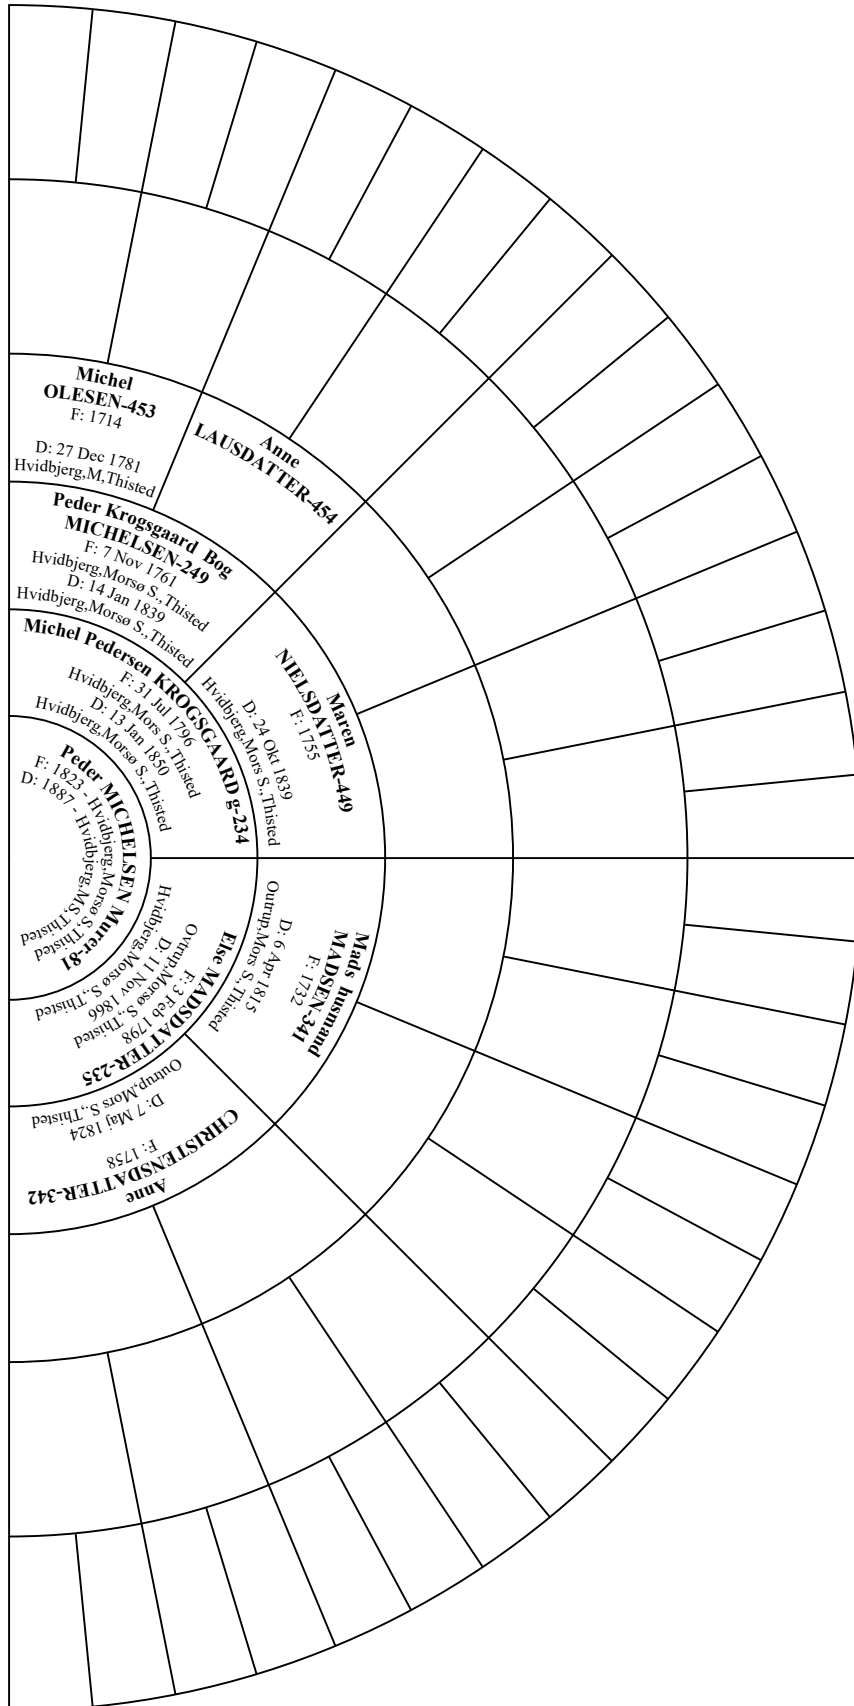 Michel
OLESEN-453
F: 1714
D: 27 Dec 1781
Hvidbjerg,M,Thisted
Anne
LAUSDATTER-454
Peder Krogsgaard  Bog
MICHELSEN-249
F: 7 Nov 1761
Hvidbjerg,Morsø S.,Thisted
D: 14 Jan 1839
Hvidbjerg,Morsø S.,Thisted
Maren
NIELSDATTER-449
F: 1755
D: 24 Okt 1839
Hvidbjerg,Mors S.,Thisted
Michel Pedersen KROGSGAARD g-234
F: 31 Jul 1796
Hvidbjerg,Mors S.,Thisted
D: 13 Jan 1850
Hvidbjerg,Morsø S.,Thisted
Peder MICHELSEN Murer-81
F: 1823 - Hvidbjerg,Morsø S,Thisted
D: 1887 - Hvidbjerg,MS,Thisted
Else MADSDATTER-235
F: 3 Feb 1798
Ovtrup,Morsø S.,Thisted
D: 11 Nov 1866
Hvidbjerg,Morsø S.,Thisted
Mads  husmand
MADSEN-341
F: 1732
D: 6 Apr 1815
Outrup,Mors S.,Thisted
Anne
CHRISTENSDATTER-342
F: 1758
D: 7 Maj 1824
Outrup,Mors S.,Thisted